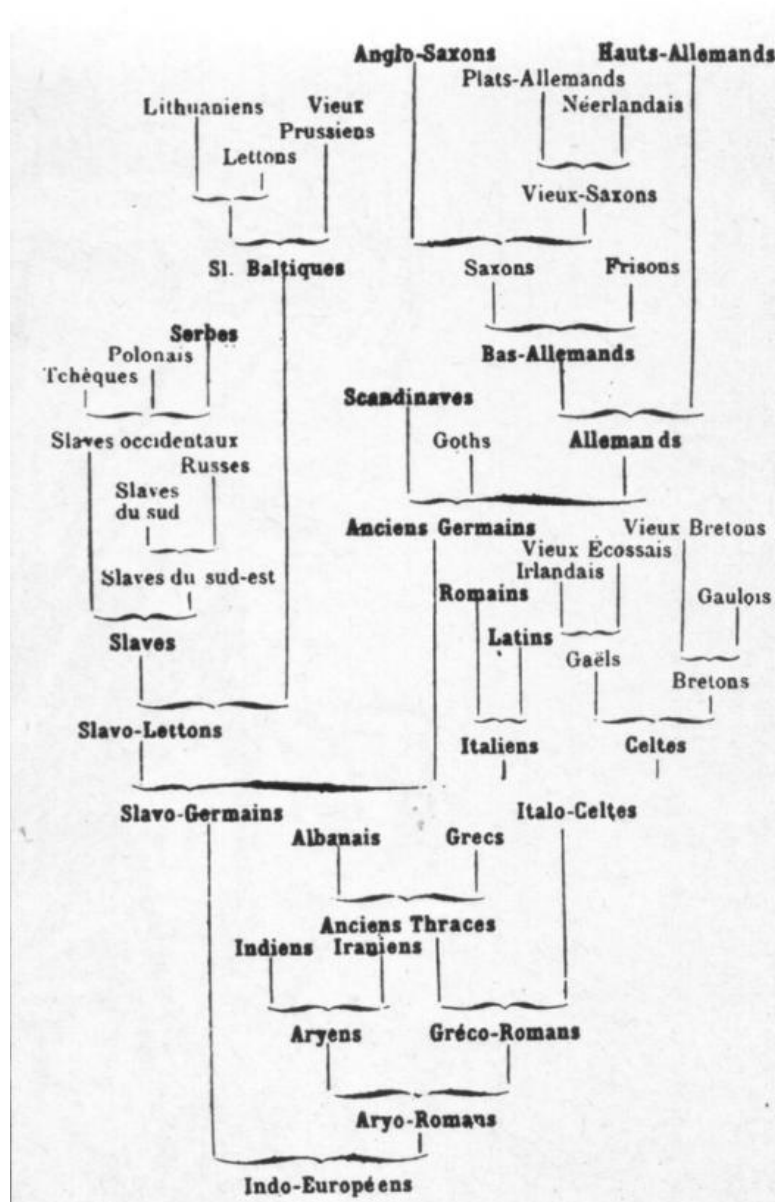 Anglo-Saxons
Hauts-Allemands
Plats-Allemands
Lithuaniens
Vieux
Prussiens
Néerlandais
Lettons
Vieux-Saxons
Sl. Baltiques
Saxons
Frisons
Serbes
Polonais
Tchèques
Bas-Allemands
Scandinaves
Slaves occidentaux
Goths
Allemands
Russes
Slaves
du sud
Anciens Germains
Vieux Bretons
Vieux Écossais
Irlandais
Slaves du sud-est
Romains
Gaulois
Slaves
Latins
Gaëls
Bretons
Slavo-Lettons
Italiens
Celtes
Slavo-Germains
Italo-Celtes
Albanais
Grecs
Anciens Thraces
Indiens
Iraniens
Aryens
Gréco-Romans
Aryo-Romans
Indo-Européens